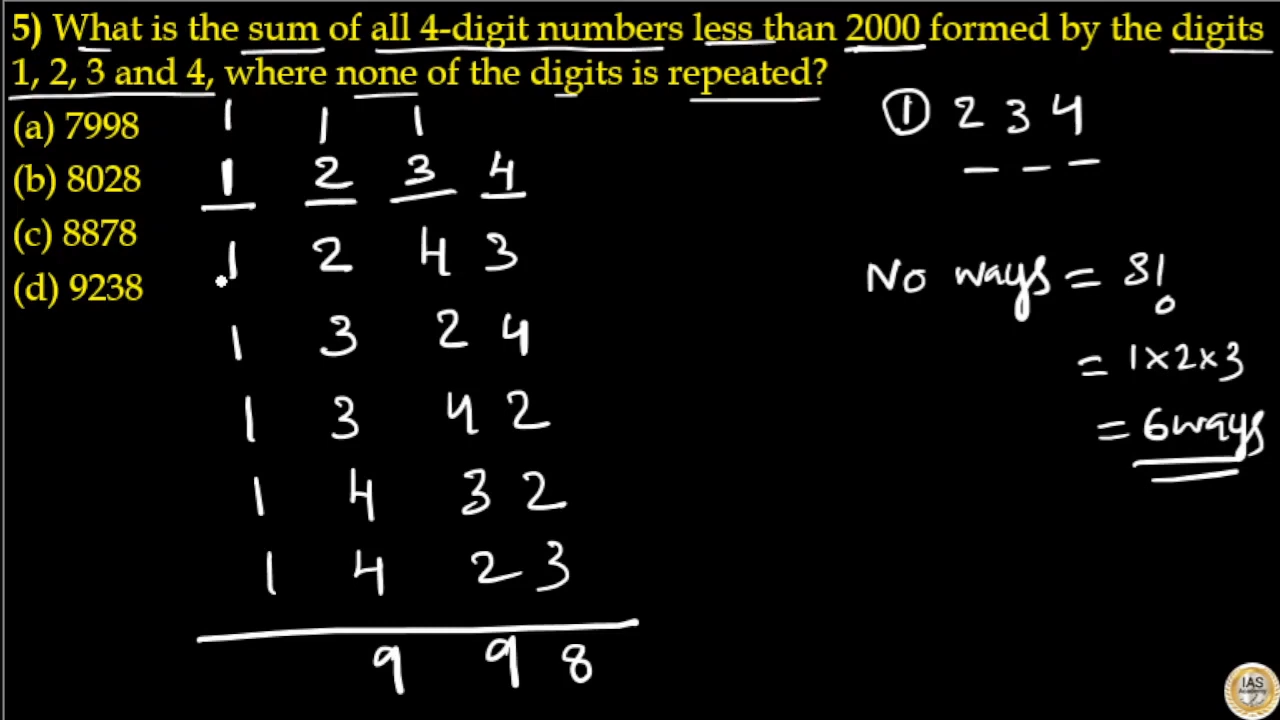 5) What is the sum of all 4-digit numbers less than 2000 formed by the digits
1, 2, 3 and 4, where none of the digits is repeated?
(a) 7998
(b) 8028
(c) 8878
(d) 9238
1 1 1
1 2 3 4
1 2 4 3
1 3 2 4
1 3 4 2
1 4 3 2
1 4 2 3
9 9 8
1 2 3 4
No ways = 3!
= 1 × 2 × 3
= 6 ways
IAS
Academy